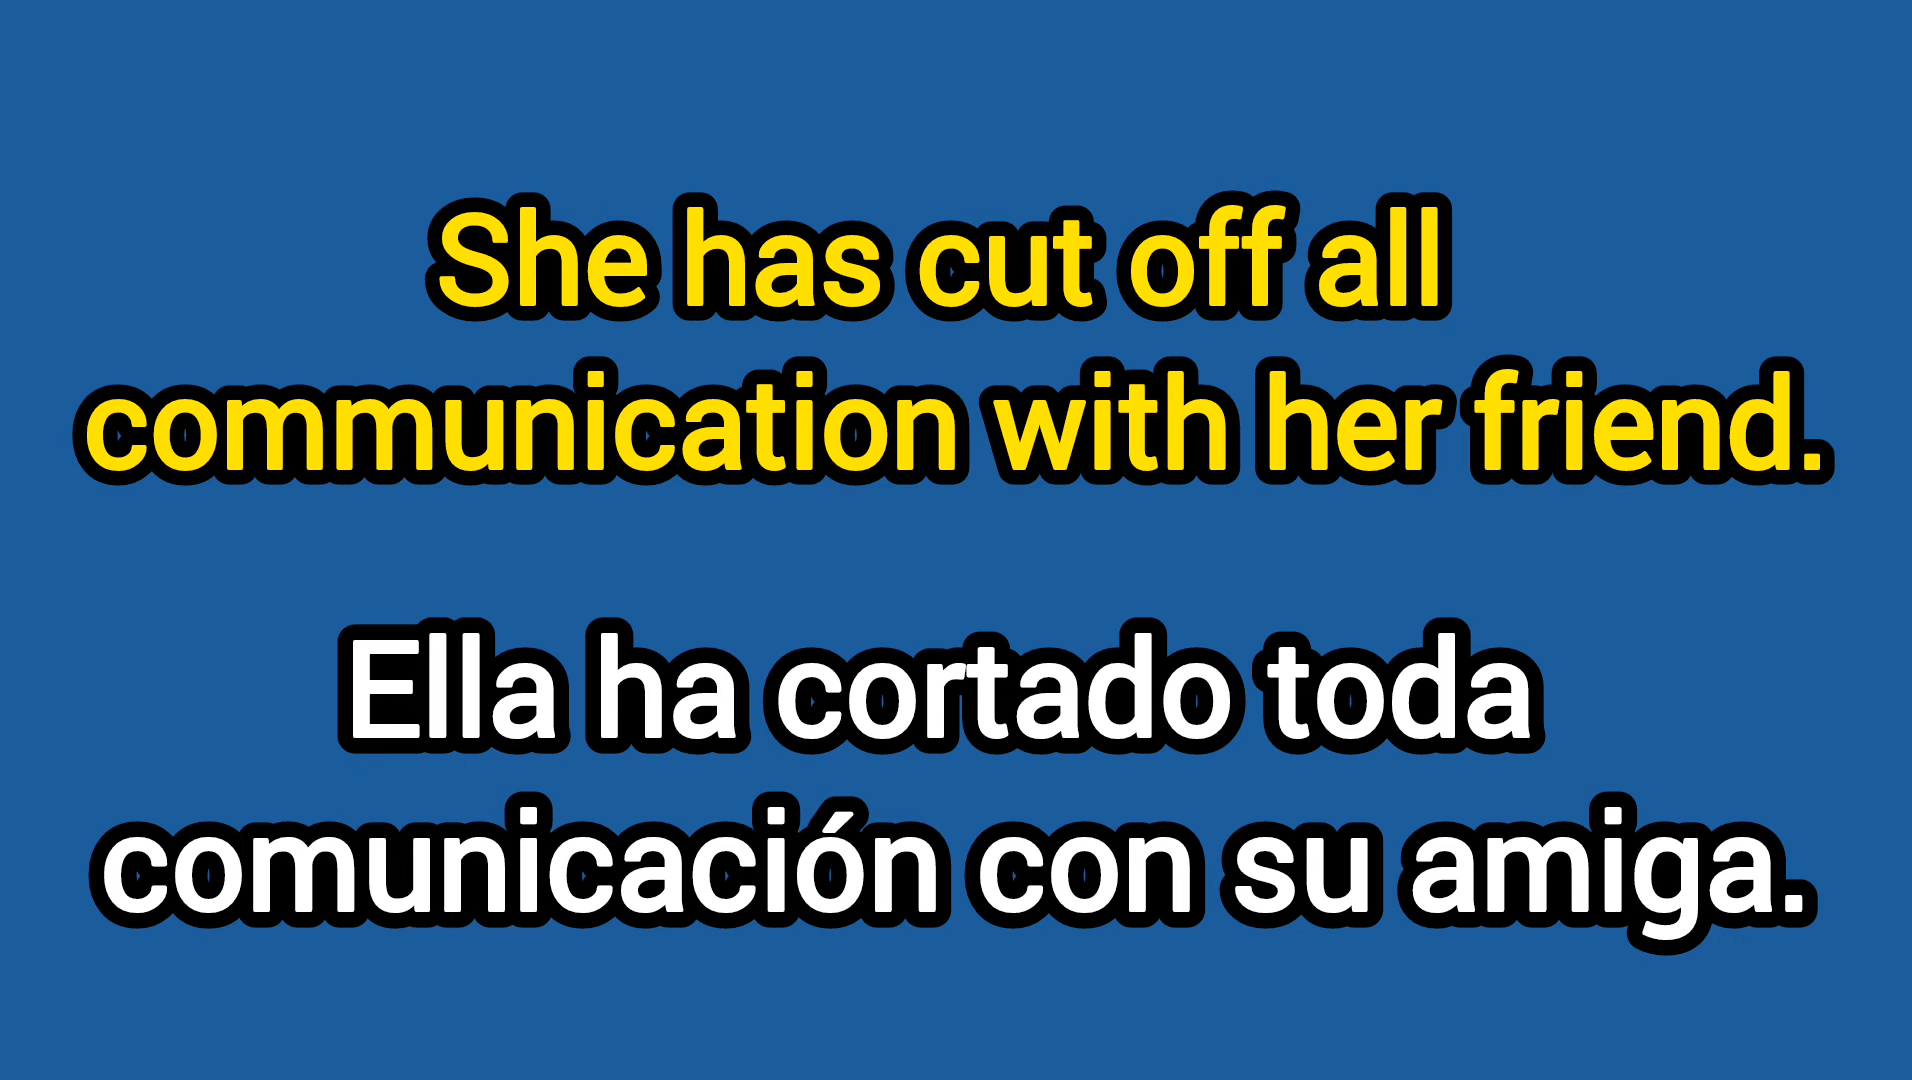 She has cut off all
communication with her friend.
Ella ha cortado toda
comunicación con su amiga.